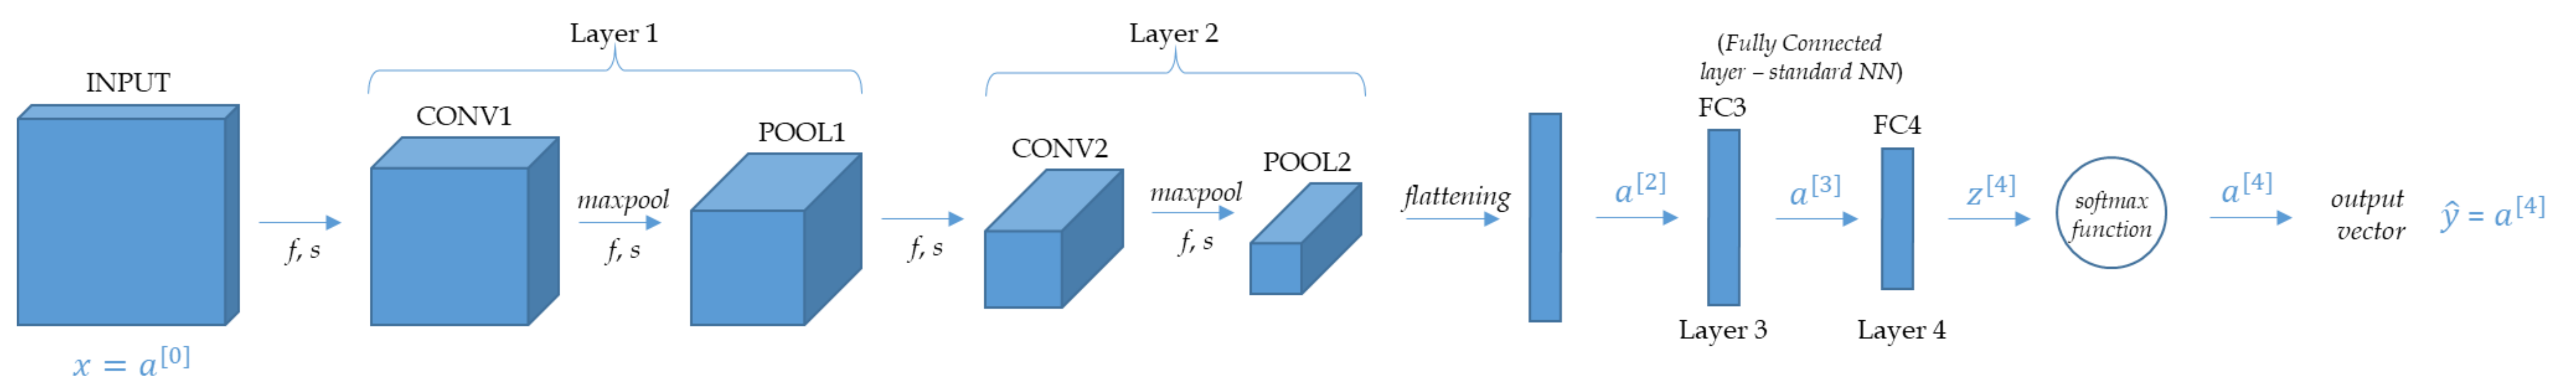 INPUT
x = a[0]
f, s
Layer 1
CONV1
maxpool
f, s
POOL1
f, s
Layer 2
CONV2
maxpool
f, s
POOL2
flattening
a[2]
(Fully Connected
layer – standard NN)
FC3
Layer 3
a[3]
FC4
Layer 4
z[4]
softmax
function
a[4]
output
vector
ŷ = a[4]